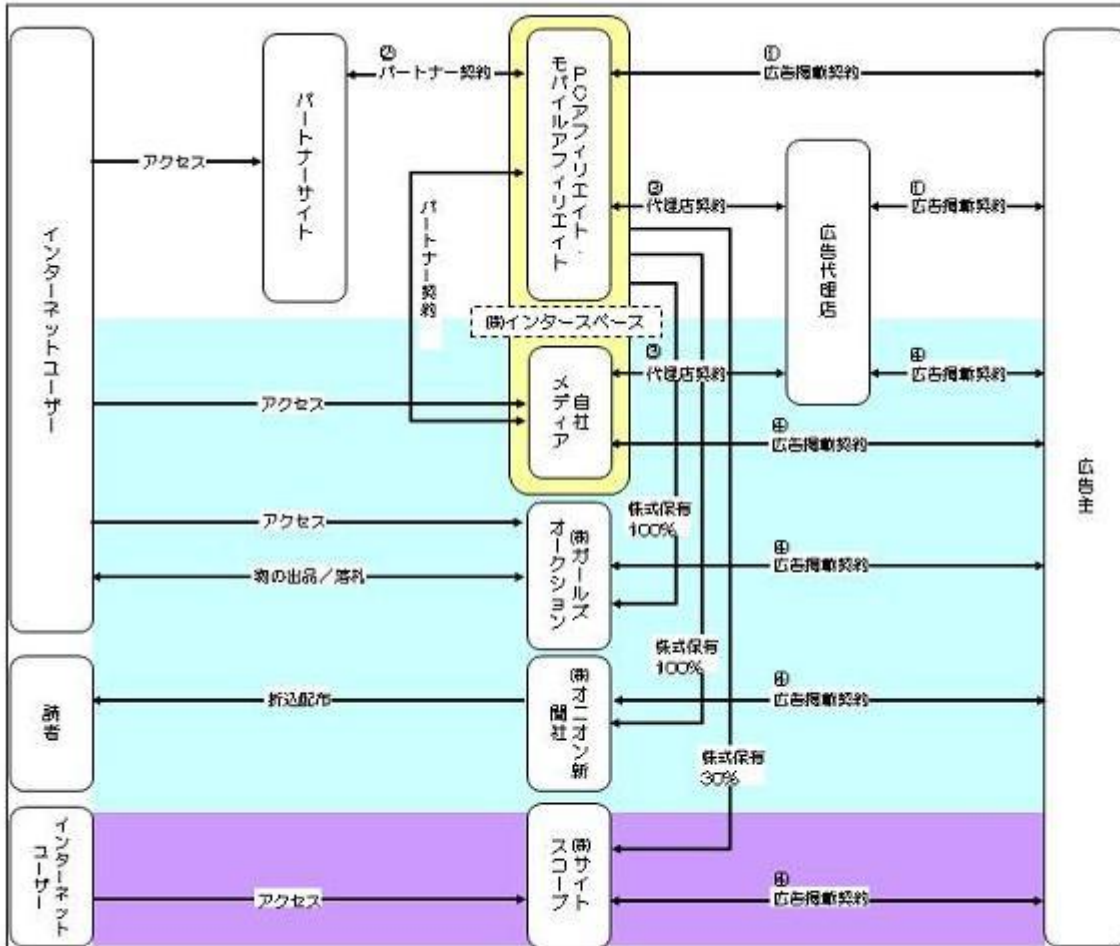 インターネットユーザー
パートナーサイト
アクセス
②
パートナー契約
PCアフィリエイト・
モバイルアフィリエイト
①
広告掲載契約
パートナー契約
③
代理店契約
①
広告掲載契約
広告代理店
広告主
㈱インタースペース
自社
メディア
アクセス
③
代理店契約
④
広告掲載契約
④
広告掲載契約
アクセス
物の出品/落札
㈱ガールズ
オークション
株式保有
100%
④
広告掲載契約
読者
折込配布
㈱オニオン新
聞社
株式保有
100%
④
広告掲載契約
株式保有
30%
インターネット
ユーザー
アクセス
㈱サイト
スコープ
④
広告掲載契約